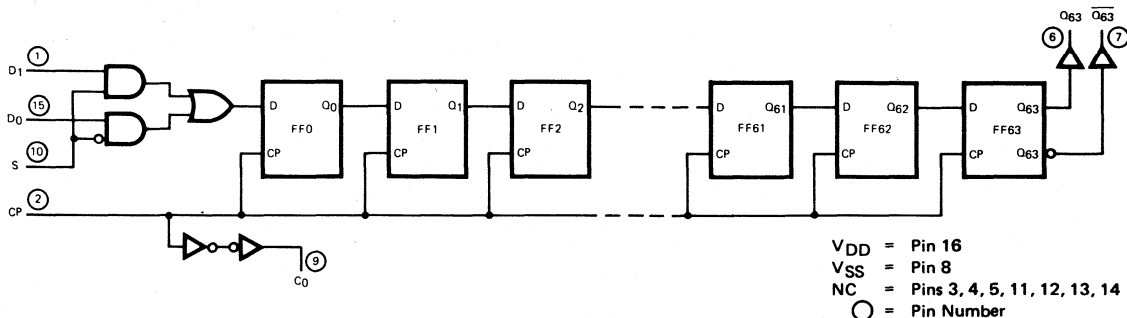 Q63 Q63
6 7
1
D1
15
D0
10
S
2
CP
D Q0
FF0
CP
D Q1
FF1
CP
D Q2
FF2
CP
D Q61
FF61
CP
D Q62
FF62
CP
D Q63
FF63
CP Q63
9
C0
VDD = Pin 16
VSS = Pin 8
NC = Pins 3, 4, 5, 11, 12, 13, 14
= Pin Number